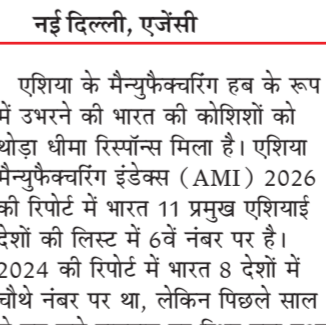 नई दिल्ली, एजेंसी
एशिया के मैन्युफैक्चरिंग हब के रूप
में उभरने की भारत की कोशिशों को
थोड़ा धीमा रिस्पॉन्स मिला है। एशिया
मैन्युफैक्चरिंग इंडेक्स (AMI) 2026
की रिपोर्ट में भारत 11 प्रमुख एशियाई
देशों की लिस्ट में 6वें नंबर पर है।
2024 की रिपोर्ट में भारत 8 देशों में
चौथे नंबर पर था, लेकिन पिछले साल